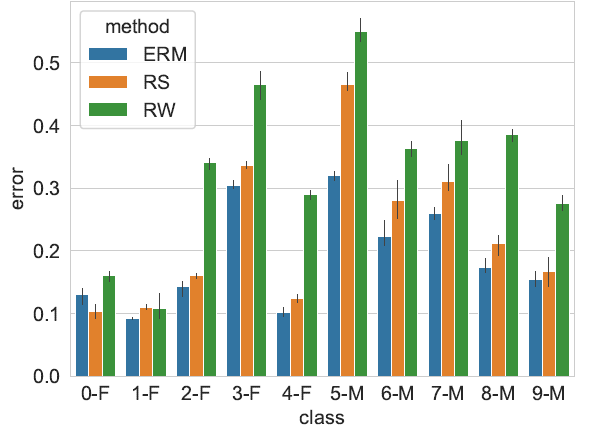 method
ERM
RS
RW
error
0.5
0.4
0.3
0.2
0.1
0.0
0-F 1-F 2-F 3-F 4-F 5-M 6-M 7-M 8-M 9-M
class